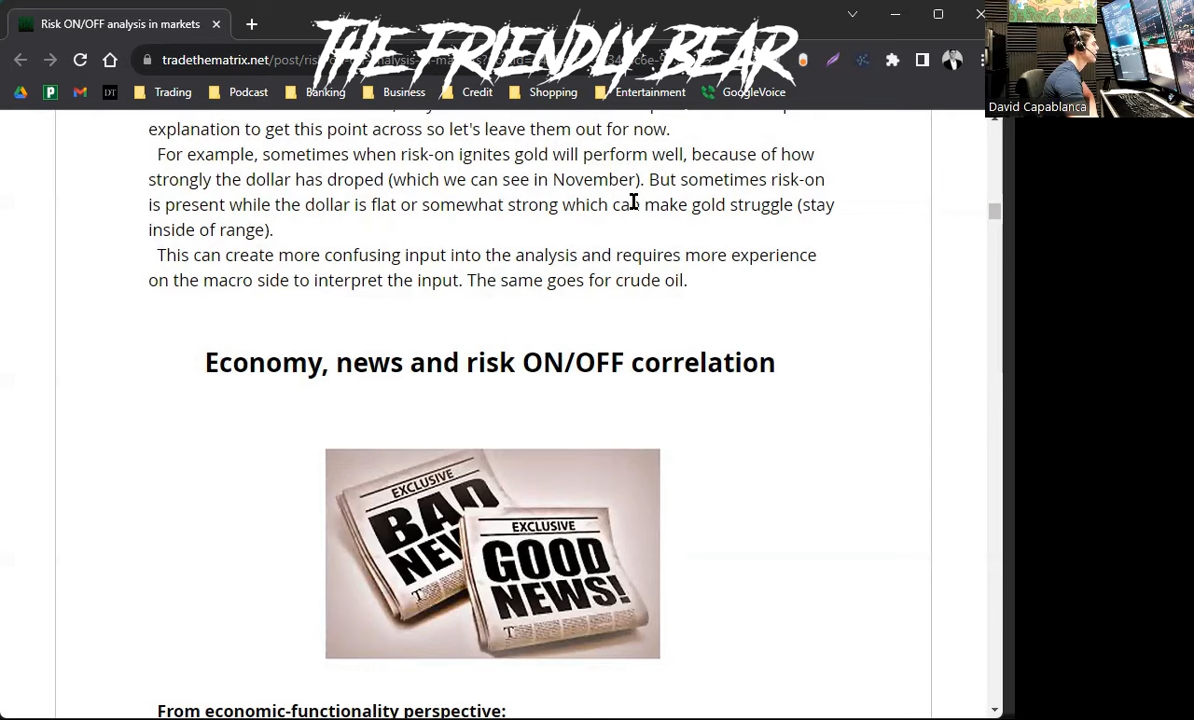 Risk ON/OFF analysis in markets
THE FRIENDLY BEAR
tradethematrix.net/post/
Trading
Podcast
Banking
Business
Credit
Shopping
Entertainment
GoogleVoice
David Capablanca
explanation to get this point across so let's leave them out for now.
For example, sometimes when risk-on ignites gold will perform well, because of how
strongly the dollar has droped (which we can see in November). But sometimes risk-on
is present while the dollar is flat or somewhat strong which can make gold struggle (stay
inside of range).
This can create more confusing input into the analysis and requires more experience
on the macro side to interpret the input. The same goes for crude oil.
Economy, news and risk ON/OFF correlation
EXCLUSIVE
BAD
NEW
EXCLUSIVE
GOOD
NEWS!
From economic-functionality perspective: